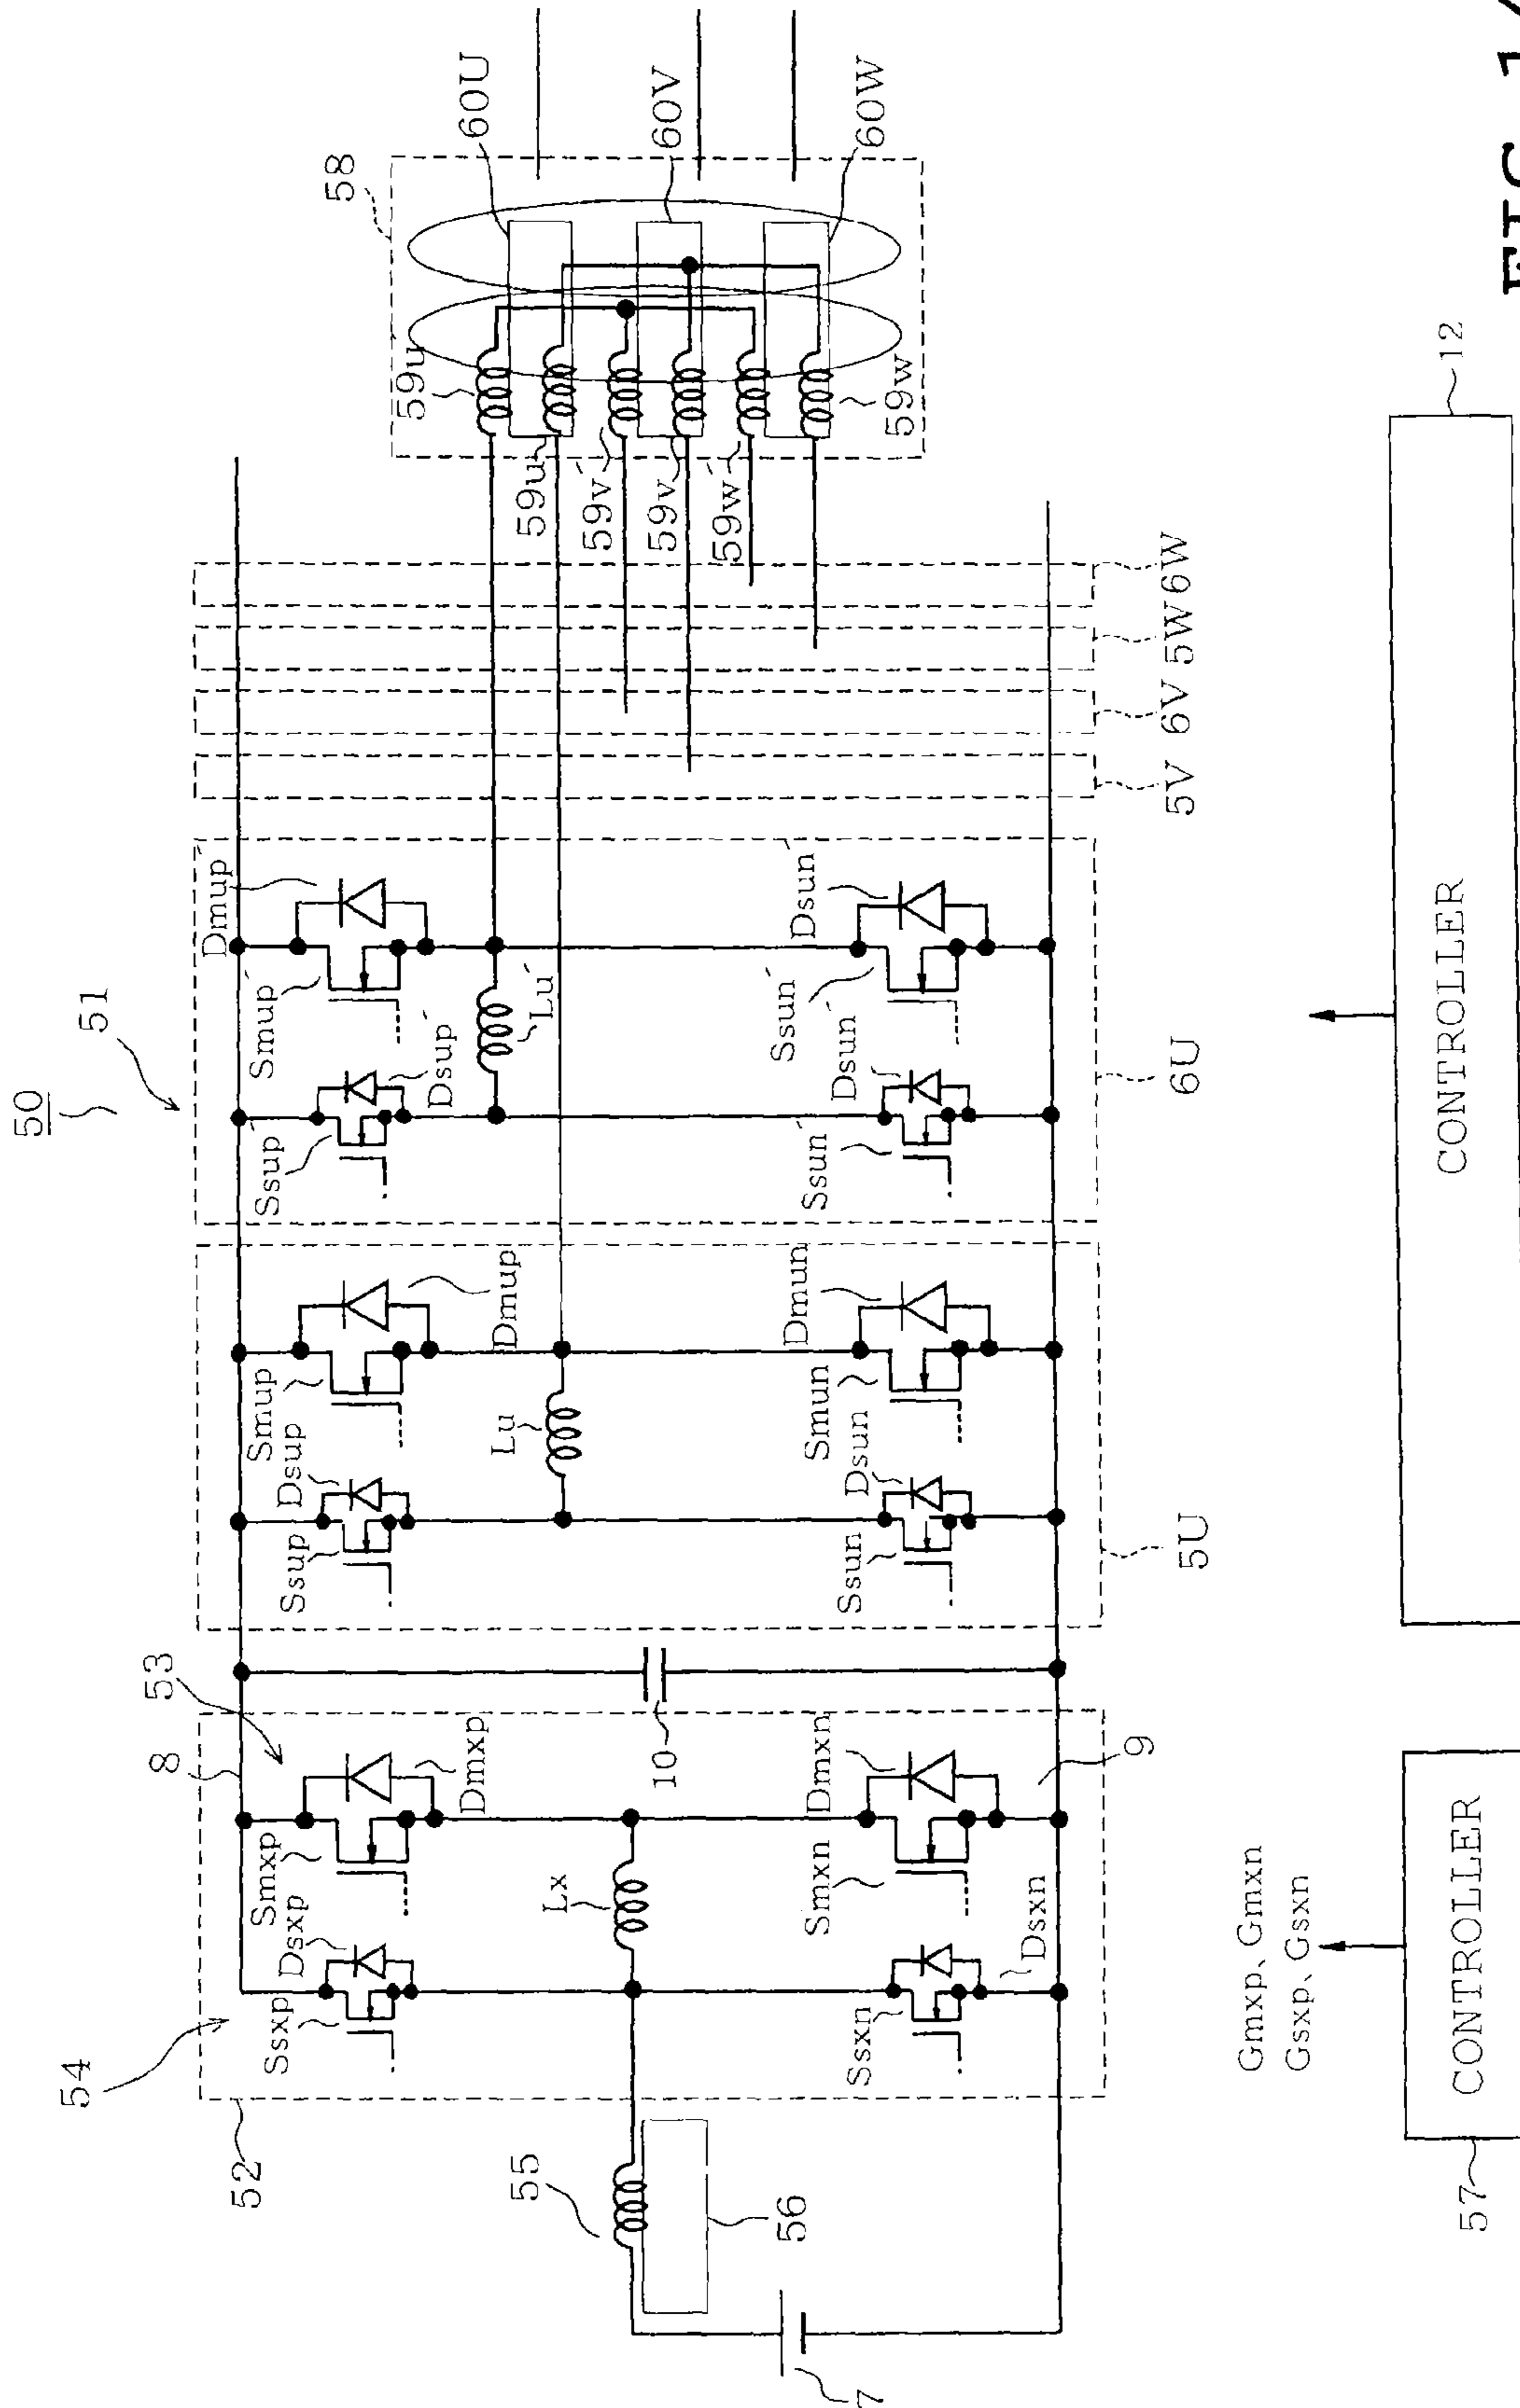 50
51
54
53
52
8
Ssxp
Dsxp
Smxp
Dmxp
Ssup
Dsup
Smup
Dmup
S´sup
Dsup´
S´mup´
D´mup´
55
56
Lx
10
Lu
Lu´
7
Ssxn
Dsxn
Smxn
Dmxn
9
Ssun
Dsun
Smun
Dmun
Ssun´
Dsun´
Ssun´
Dsun´
5U
6U
5V
6V
5W
6W
58
59u´
59u
59v´
59v
59w´
59w
60U
60V
60W
Gmxp、Gmxn
Gsxp、Gsxn
57
CONTROLLER
12
CONTROLLER